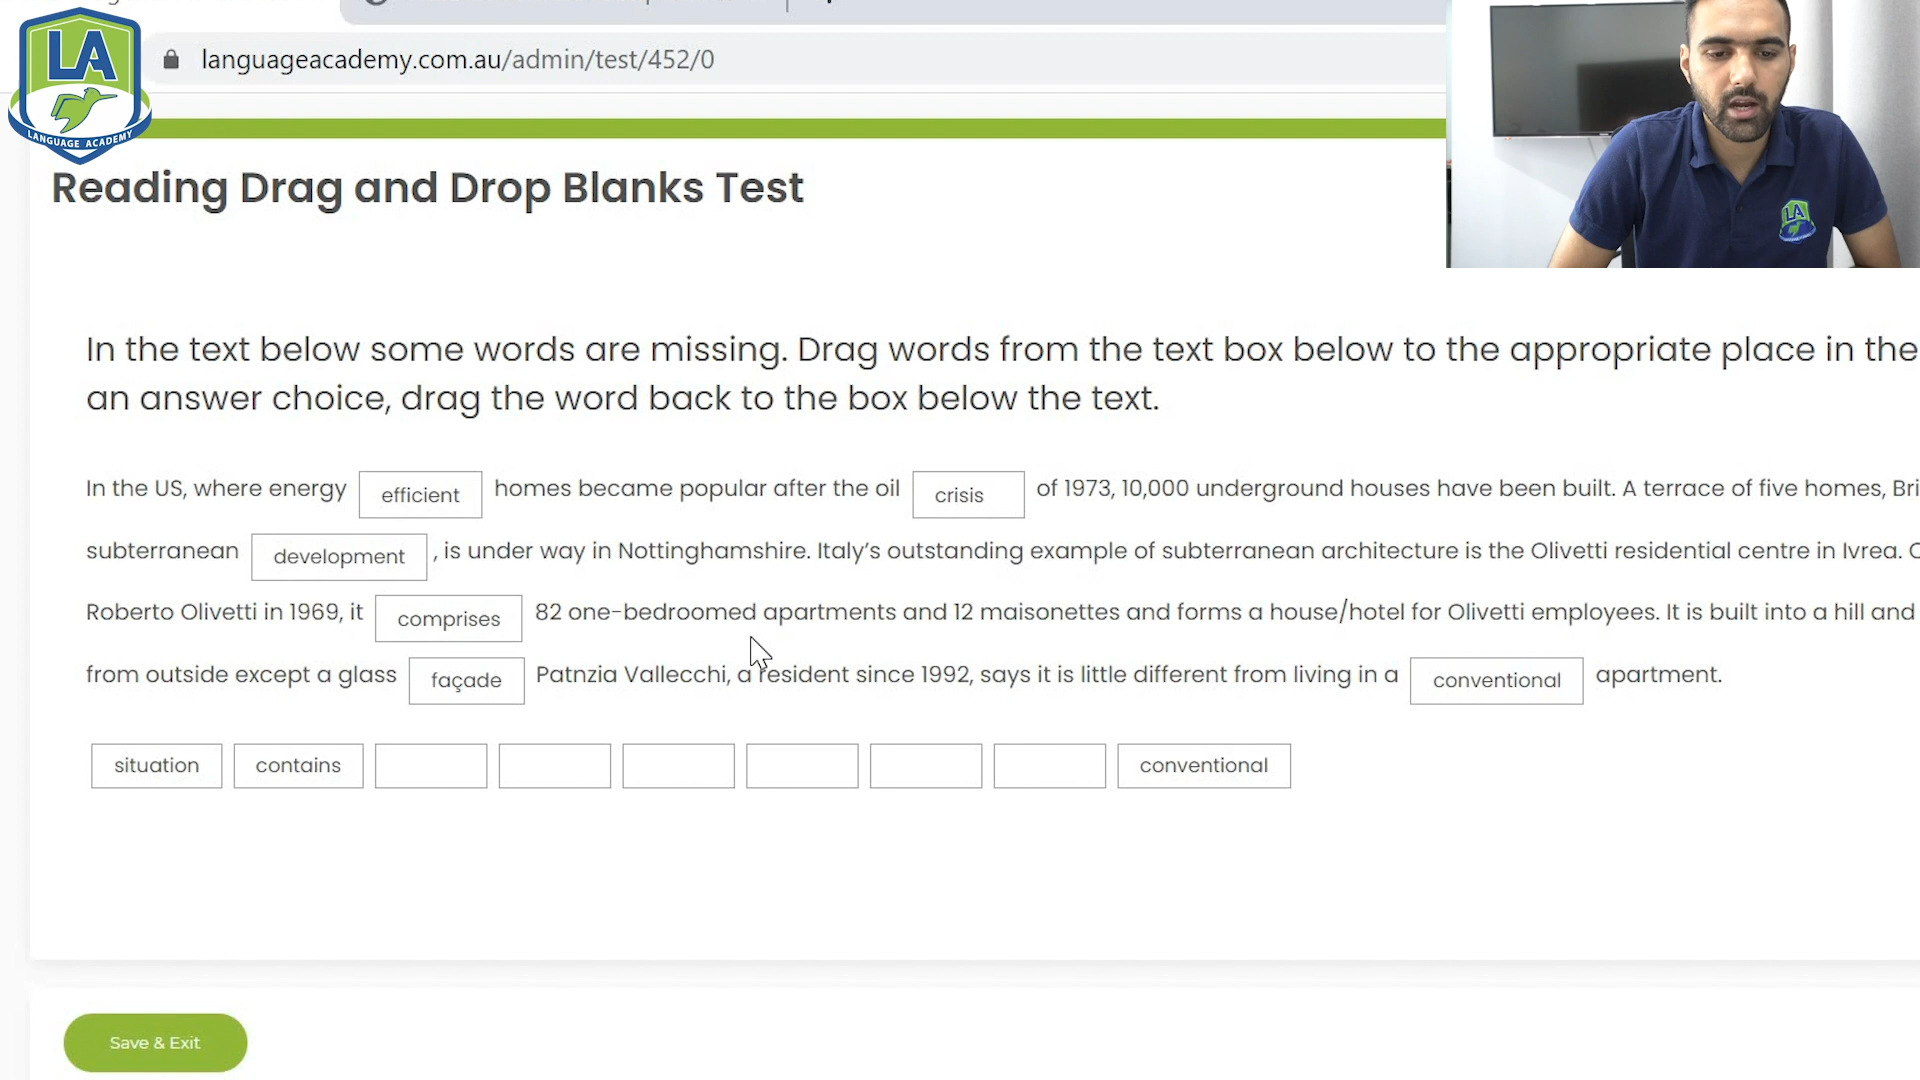 LA
LANGUAGE ACADEMY
languageacademy.com.au/admin/test/452/0
LA
Reading Drag and Drop Blanks Test
In the text below some words are missing. Drag words from the text box below to the appropriate place in the
an answer choice, drag the word back to the box below the text.
In the US, where energy efficient homes became popular after the oil crisis of 1973, 10,000 underground houses have been built. A terrace of five homes, Bri
subterranean development , is under way in Nottinghamshire. Italy’s outstanding example of subterranean architecture is the Olivetti residential centre in Ivrea.
Roberto Olivetti in 1969, it comprises 82 one-bedroomed apartments and 12 maisonettes and forms a house/hotel for Olivetti employees. It is built into a hill and
from outside except a glass façade Patnzia Vallecchi, a resident since 1992, says it is little different from living in a conventional apartment.
situation contains conventional
Save & Exit